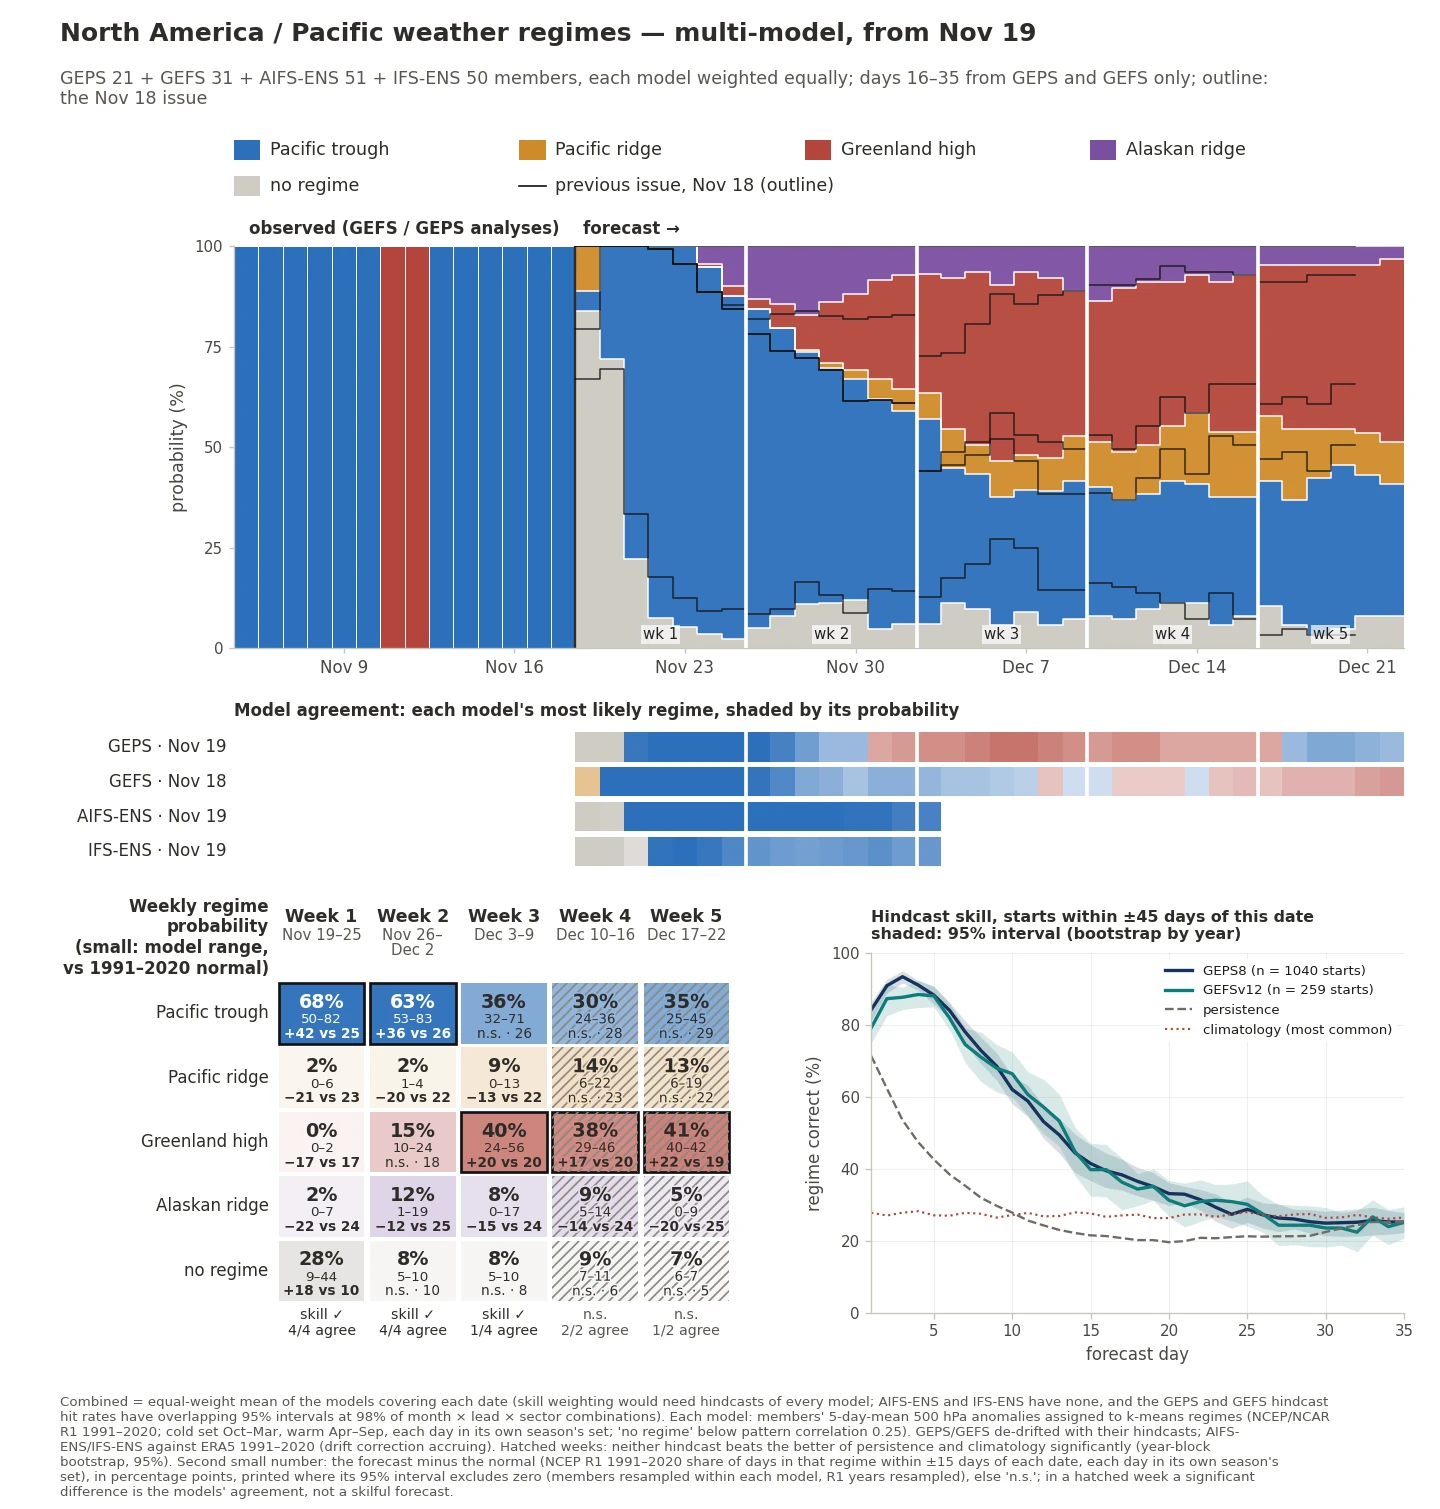 North America / Pacific weather regimes — multi-model, from Nov 19
GEPS 21 + GEFS 31 + AIFS-ENS 51 + IFS-ENS 50 members, each model weighted equally; days 16–35 from GEPS and GEFS only; outline:
the Nov 18 issue
Pacific trough
Pacific ridge
Greenland high
Alaskan ridge
no regime
previous issue, Nov 18 (outline)
observed (GEFS / GEPS analyses)
forecast →
probability (%)
100
75
50
25
0
wk 1
wk 2
wk 3
wk 4
wk 5
Nov 9
Nov 16
Nov 23
Nov 30
Dec 7
Dec 14
Dec 21
Model agreement: each model's most likely regime, shaded by its probability
GEPS · Nov 19
GEFS · Nov 18
AIFS-ENS · Nov 19
IFS-ENS · Nov 19
Weekly regime
probability
(small: model range,
vs 1991–2020 normal)
Week 1
Nov 19–25
Week 2
Nov 26–
Dec 2
Week 3
Dec 3–9
Week 4
Dec 10–16
Week 5
Dec 17–22
Pacific trough
68%
50–82
+42 vs 25
63%
53–83
+36 vs 26
36%
32–71
n.s. · 26
30%
24–36
n.s. · 28
35%
25–45
n.s. · 29
Pacific ridge
2%
0–6
−21 vs 23
2%
1–4
−20 vs 22
9%
0–13
−13 vs 22
14%
6–22
n.s. · 23
13%
6–19
n.s. · 22
Greenland high
0%
0–2
−17 vs 17
15%
10–24
n.s. · 18
40%
24–56
+20 vs 20
38%
29–46
+17 vs 20
41%
40–42
+22 vs 19
Alaskan ridge
2%
0–7
−22 vs 24
12%
1–19
−12 vs 25
8%
0–17
−15 vs 24
9%
5–14
−14 vs 24
5%
0–9
−20 vs 25
no regime
28%
9–44
+18 vs 10
8%
5–10
n.s. · 10
8%
5–10
n.s. · 8
9%
7–11
n.s. · 6
7%
6–7
n.s. · 5
skill ✓
4/4 agree
skill ✓
4/4 agree
skill ✓
1/4 agree
n.s.
2/2 agree
n.s.
1/2 agree
Hindcast skill, starts within ±45 days of this date
shaded: 95% interval (bootstrap by year)
GEPS8 (n = 1040 starts)
GEFSv12 (n = 259 starts)
persistence
climatology (most common)
regime correct (%)
100
80
60
40
20
0
5
10
15
20
25
30
35
forecast day
Combined = equal-weight mean of the models covering each date (skill weighting would need hindcasts of every model; AIFS-ENS and IFS-ENS have none, and the GEPS and GEFS hindcast
hit rates have overlapping 95% intervals at 98% of month × lead × sector combinations). Each model: members' 5-day-mean 500 hPa anomalies assigned to k-means regimes (NCEP/NCAR
R1 1991–2020; cold set Oct–Mar, warm Apr–Sep, each day in its own season's set; 'no regime' below pattern correlation 0.25). GEPS/GEFS de-drifted with their hindcasts; AIFS-
ENS/IFS-ENS against ERA5 1991–2020 (drift correction accruing). Hatched weeks: neither hindcast beats the better of persistence and climatology significantly (year-block
bootstrap, 95%). Second small number: the forecast minus the normal (NCEP R1 1991–2020 share of days in that regime within ±15 days of each date, each day in its own season's
set), in percentage points, printed where its 95% interval excludes zero (members resampled within each model, R1 years resampled), else 'n.s.'; in a hatched week a significant
difference is the models' agreement, not a skilful forecast.